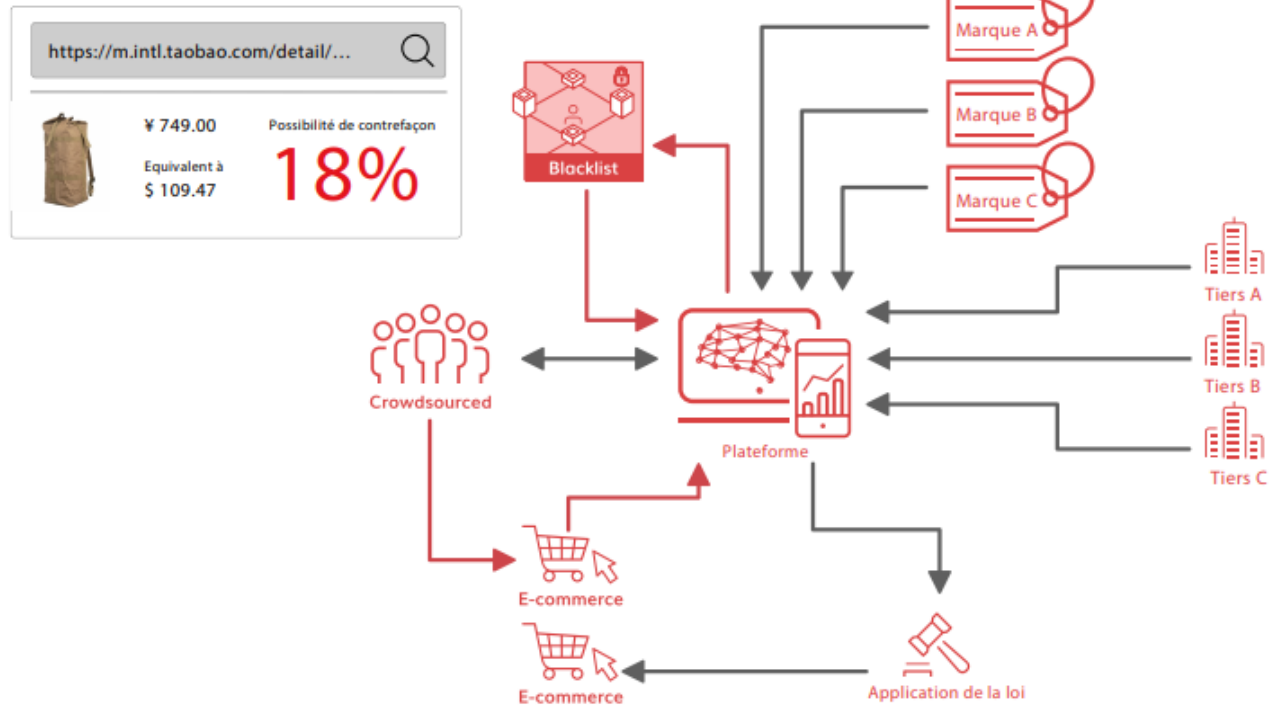 https://m.intl.taobao.com/detail/...
¥ 749.00
Possibilité de contrefaçon
Equivalent à
18%
$ 109.47
Marque A
Marque B
Blacklist
Marque C
Tiers A
Tiers B
Crowdsourced
Plateforme
Tiers C
E-commerce
E-commerce
Application de la loi